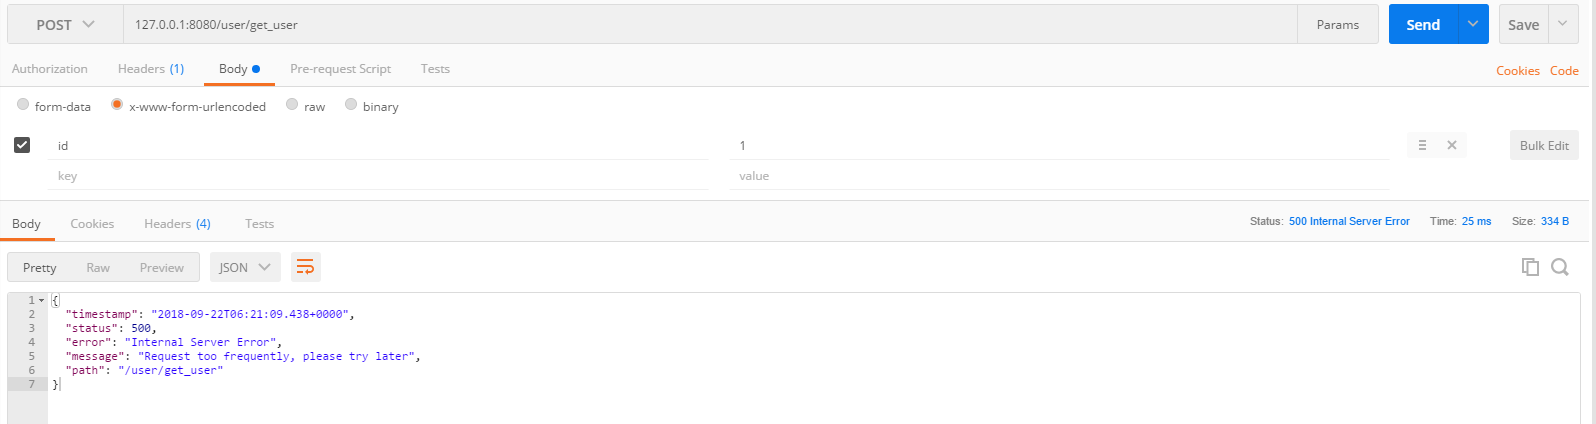 POST 127.0.0.1:8080/user/get_user Params Send Save
Authorization Headers (1) Body Pre-request Script Tests Cookies Code
form-data x-www-form-urlencoded raw binary
id 1 Bulk Edit
key value
Body Cookies Headers (4) Tests Status: 500 Internal Server Error Time: 25 ms Size: 334 B
Pretty Raw Preview JSON
1 {
2 "timestamp": "2018-09-22T06:21:09.438+0000",
3 "status": 500,
4 "error": "Internal Server Error",
5 "message": "Request too frequently, please try later",
6 "path": "/user/get_user"
7 }